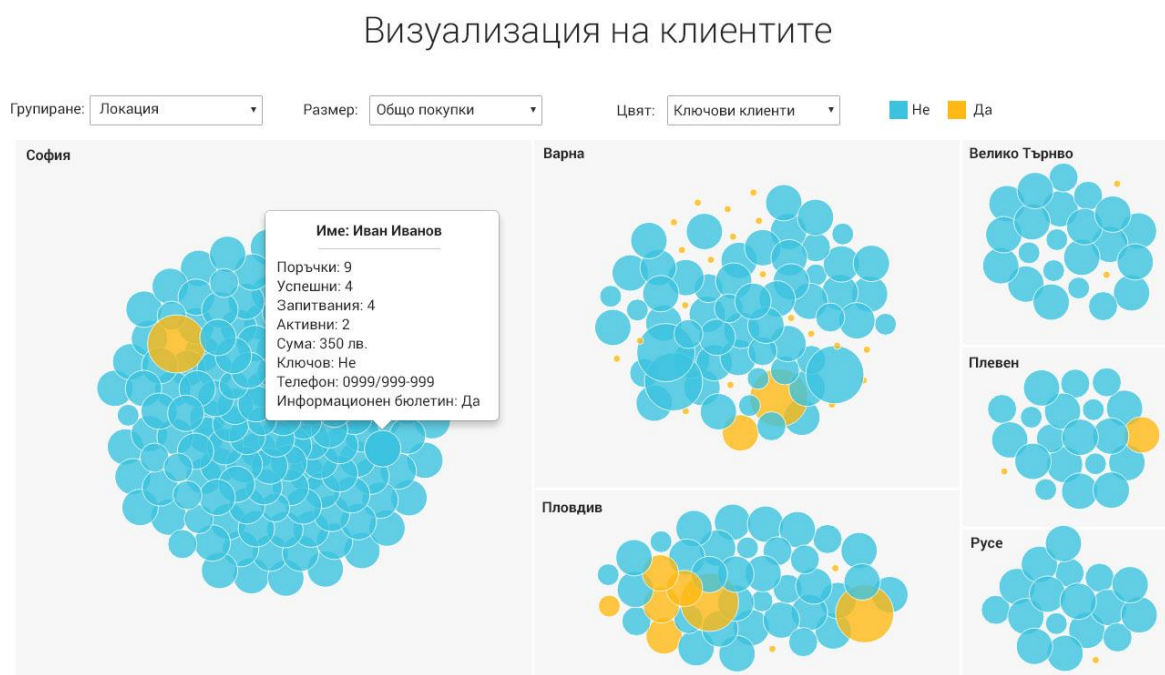 Визуализация на клиентите
Групиране: Локация Размер: Общо покупки Цвят: Ключови клиенти Не Да
София
Име: Иван Иванов
Поръчки: 9
Успешни: 4
Запитвания: 4
Активни: 2
Сума: 350 лв.
Ключов: Не
Телефон: 0999/999-999
Информационен бюлетин: Да
Варна
Велико Търнво
Плевен
Пловдив
Русе